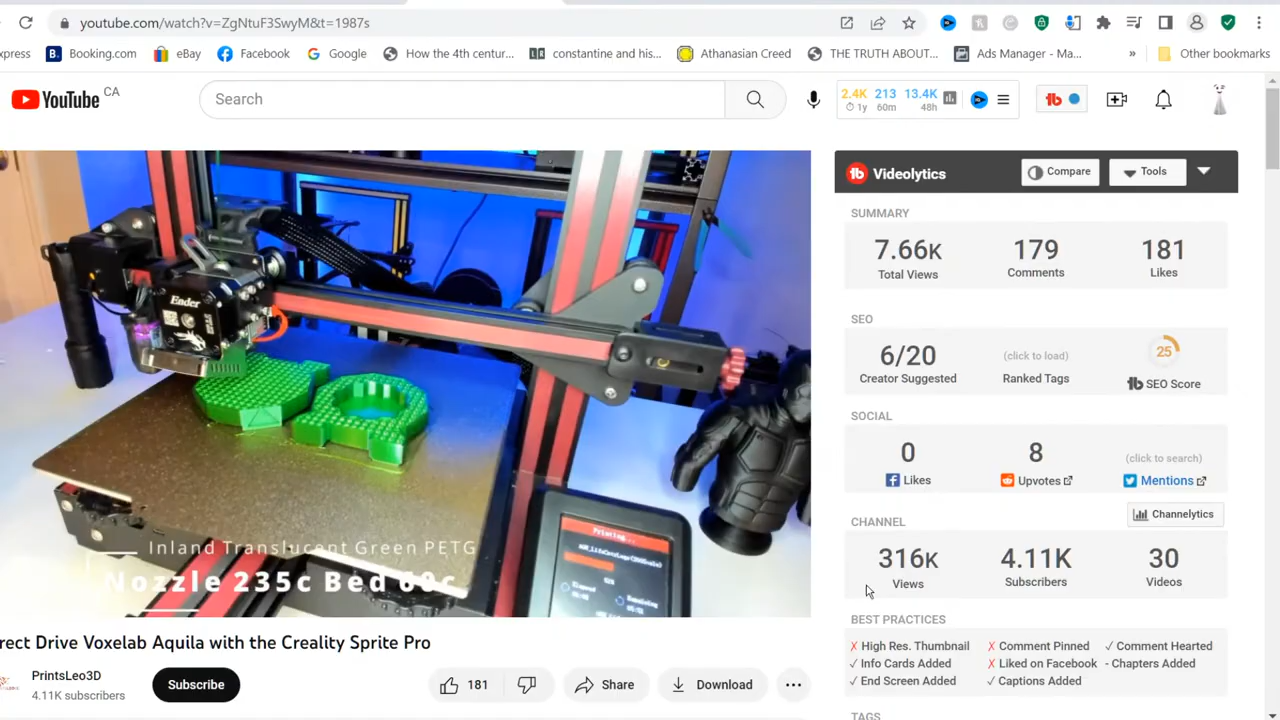 youtube.com/watch?v=ZgNtuF3SwyM&t=1987s
xpress Booking.com eBay Facebook Google How the 4th centur... constantine and his... Athanasian Creed THE TRUTH ABOUT... Ads Manager - Ma... » Other bookmarks
YouTube CA Search 2.4K 213 13.4K
1y 60m 48h
Videolytics Compare Tools
SUMMARY
7.66K 179 181
Total Views Comments Likes
SEO
6/20 (click to load) 25
Creator Suggested Ranked Tags SEO Score
SOCIAL
0 8 (click to search)
Likes Upvotes Mentions
CHANNEL Channelytics
316K 4.11K 30
Views Subscribers Videos
BEST PRACTICES
X High Res. Thumbnail X Comment Pinned ✓ Comment Hearted
✓ Info Cards Added X Liked on Facebook - Chapters Added
✓ End Screen Added ✓ Captions Added
TAGS
Ender
Printing...
Inland Translucent Green PETG
Nozzle 235c Bed 60c
rect Drive Voxelab Aquila with the Creality Sprite Pro
PrintsLeo3D
4.11K subscribers
Subscribe 181 Share Download ...